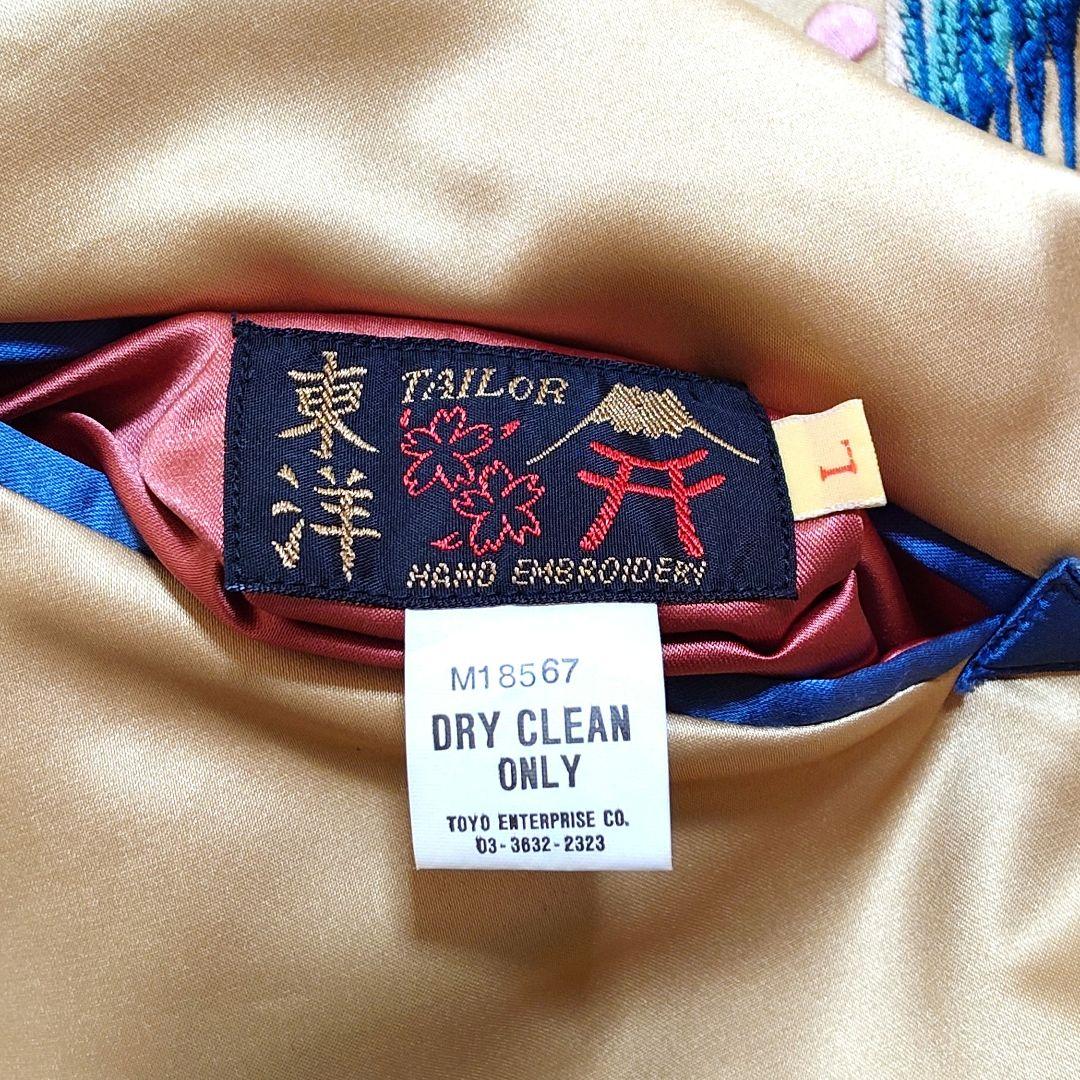 東洋
TAILOR
HAND EMBROIDERY
L
M18567
DRY CLEAN
ONLY
TOYO ENTERPRISE CO.
03-3632-2323